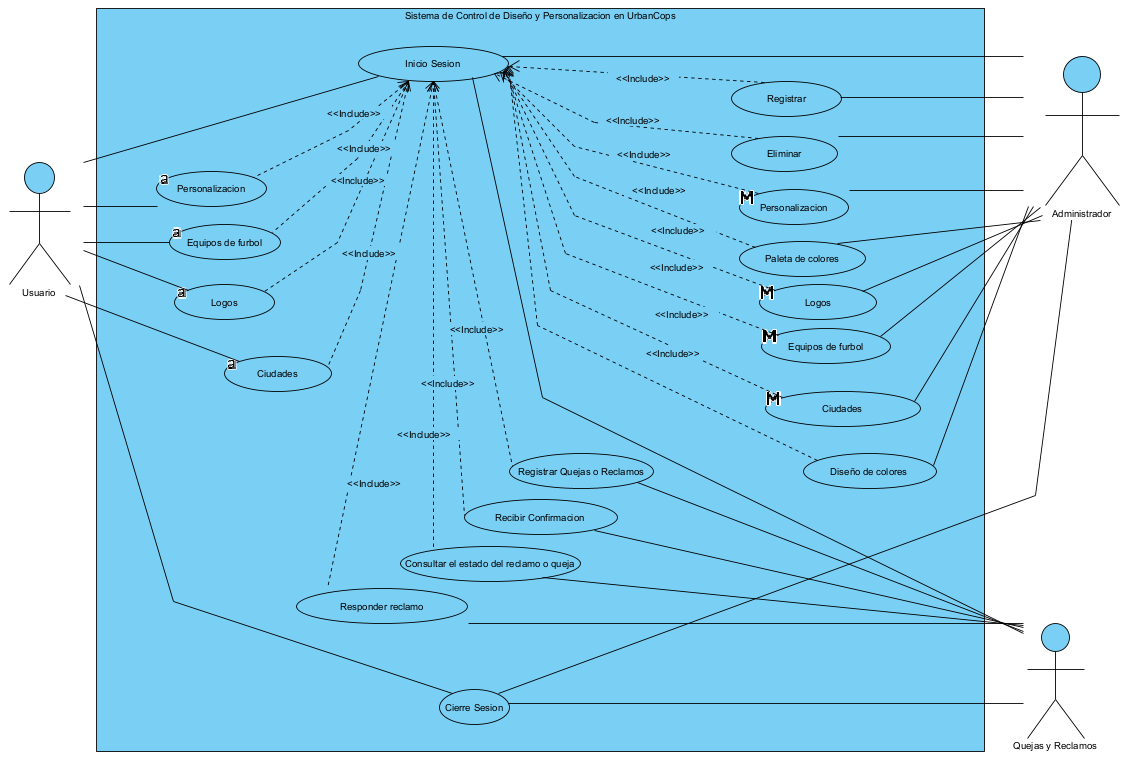 Sistema de Control de Diseño y Personalizacion en UrbanCops
Inicio Sesion
<<Include>>
Registrar
<<Include>>
<<Include>>
Eliminar
<<Include>>
<<Include>>
a
Personalizacion
<<Include>>
<<Include>>
M
Personalizacion
Administrador
a
Equipos de furbol
<<Include>>
<<Include>>
Paleta de colores
<<Include>>
Usuario
a
Logos
M
Logos
<<Include>>
<<Include>>
M
Equipos de furbol
<<Include>>
a
Ciudades
<<Include>>
M
Ciudades
<<Include>>
Registrar Quejas o Reclamos
Diseño de colores
<<Include>>
Recibir Confirmacion
Consultar el estado del reclamo o queja
Responder reclamo
Cierre Sesion
Quejas y Reclamos